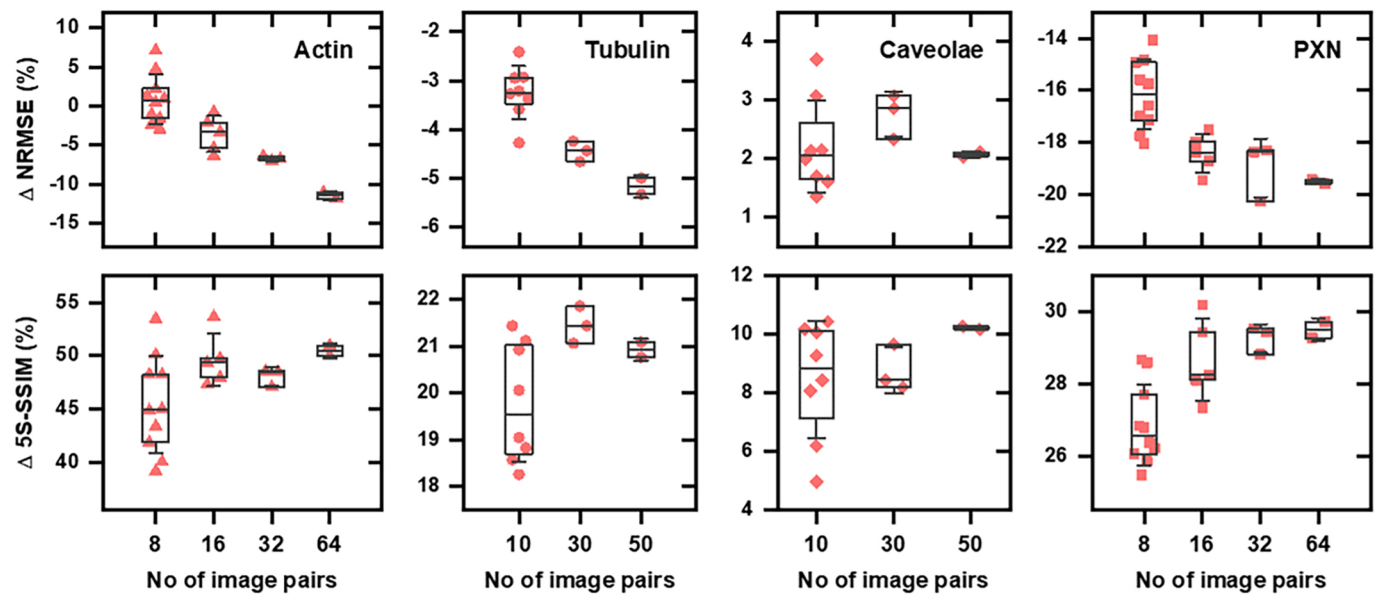 Δ NRMSE (%)
10
5
0
-5
-10
-15
Actin
-2
-3
-4
-5
-6
Tubulin
4
3
2
1
Caveolae
-14
-16
-18
-20
-22
PXN
Δ 5S-SSIM (%)
55
50
45
40
8 16 32 64
No of image pairs
22
21
20
19
18
10 30 50
No of image pairs
12
10
8
6
4
10 30 50
No of image pairs
30
28
26
8 16 32 64
No of image pairs